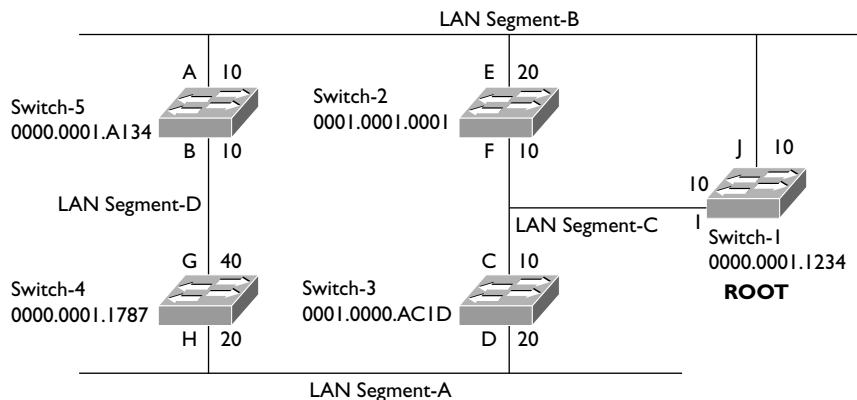 LAN Segment-B
A 10
E 20
Switch-5
0000.0001.A134
Switch-2
0001.0001.0001
J 10
B 10
F 10
10
LAN Segment-D
LAN Segment-C
I
Switch-1
0000.0001.1234
ROOT
G 40
C 10
Switch-4
0000.0001.1787
Switch-3
0001.0000.AC1D
H 20
D 20
LAN Segment-A